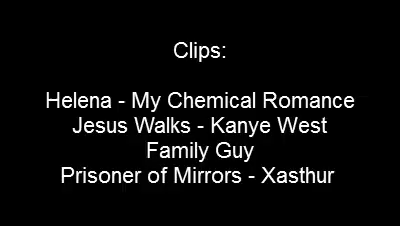 Clips:
Helena - My Chemical Romance
Jesus Walks - Kanye West
Family Guy
Prisoner of Mirrors - Xasthur